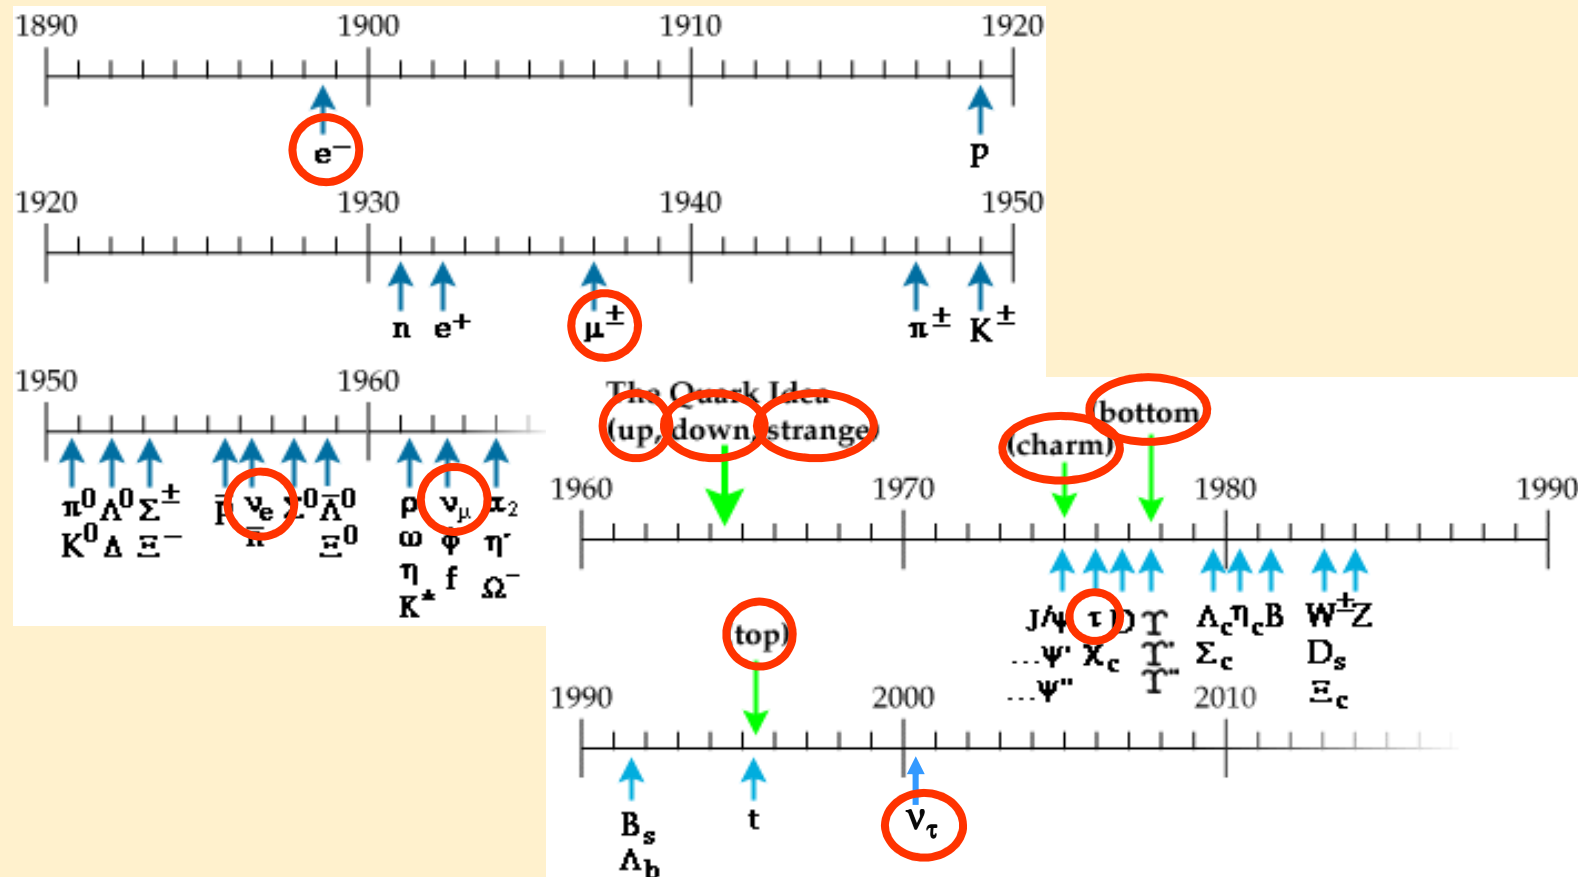 1890 1900 1910 1920
e− p
1920 1930 1940 1950
n e+ μ± π± K±
1950 1960
π0 Λ0 Σ± p̅ νe Σ0 Λ̅0 ρ νμ 2
K0 Δ Ξ− n̅ Ξ0 ω φ η'
η f Ω−
K*
The Quark Idea
(up, down, strange)
(charm)
bottom
1960 1970 1980 1990
J/ψ τ D ϒ Λc ηc B W± Z
...ψ' χc ϒ' Σc Ds
...ψ'' ϒ'' Ξc
top)
1990 2000 2010
Bs t ντ
Λb